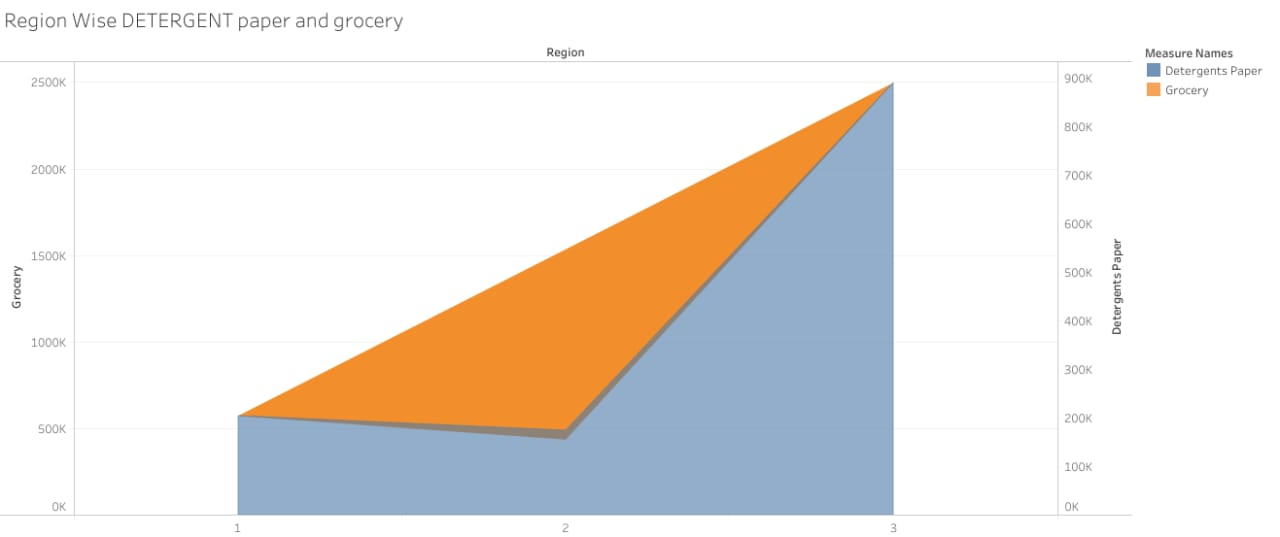 Region Wise DETERGENT paper and grocery
Region
Measure Names
Detergents Paper
Grocery
2500K
2000K
1500K
1000K
500K
0K
Grocery
900K
800K
700K
600K
500K
400K
300K
200K
100K
0K
Detergents Paper
1
2
3